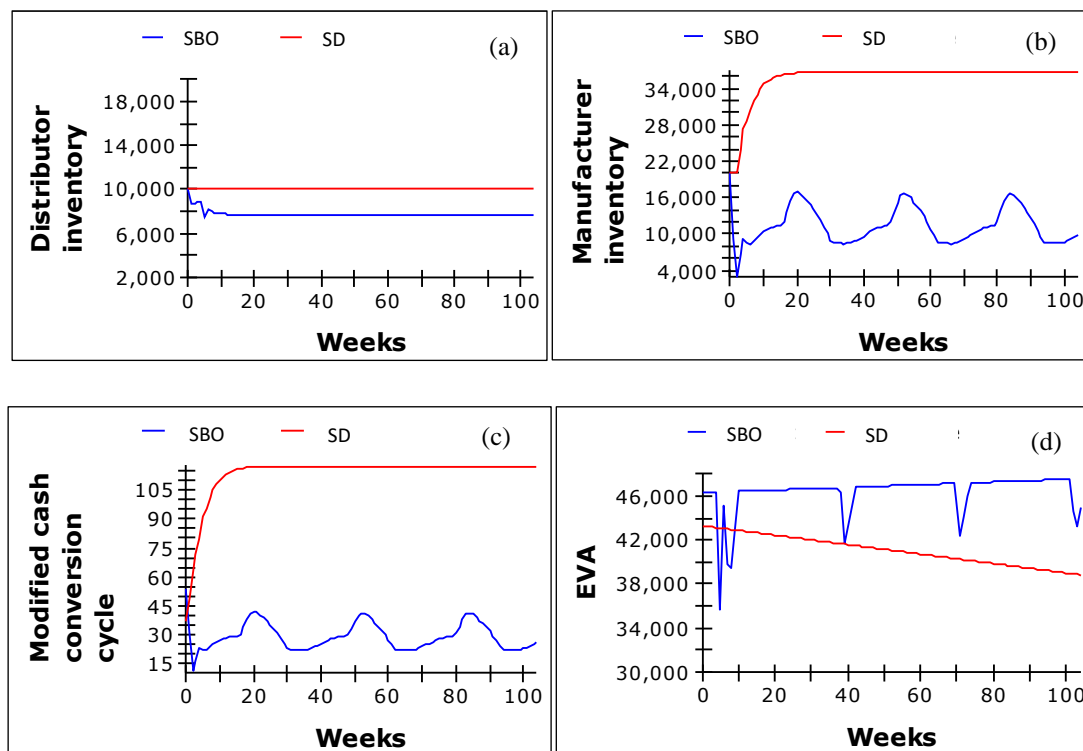 SBO SD (a)
18,000
14,000
10,000
6,000
2,000
0 20 40 60 80 100
Distributor
inventory
Weeks
SBO SD (b)
34,000
28,000
22,000
16,000
10,000
4,000
0 20 40 60 80 100
Manufacturer
inventory
Weeks
SBO SD (c)
105
90
75
60
45
30
15
0 20 40 60 80 100
Modified cash
conversion
cycle
Weeks
SBO SD (d)
46,000
42,000
38,000
34,000
30,000
0 20 40 60 80 100
EVA
Weeks